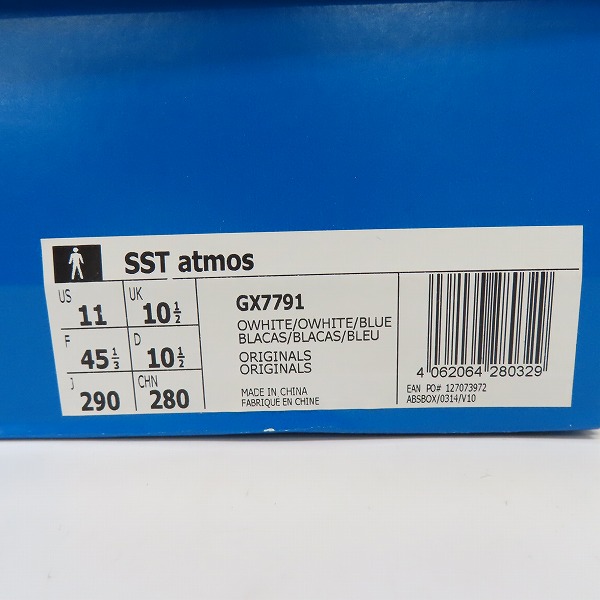 SST atmos
US 11 UK 10 1/2
F 45 1/3 D 10 1/2
J 290 CHN 280
GX7791
OWHITE/OWHITE/BLUE
BLACAS/BLACAS/BLEU
ORIGINALS
ORIGINALS
MADE IN CHINA
FABRIQUE EN CHINE
4 062064 280329
EAN PO# 127073972
ABSBOX/0314/V10